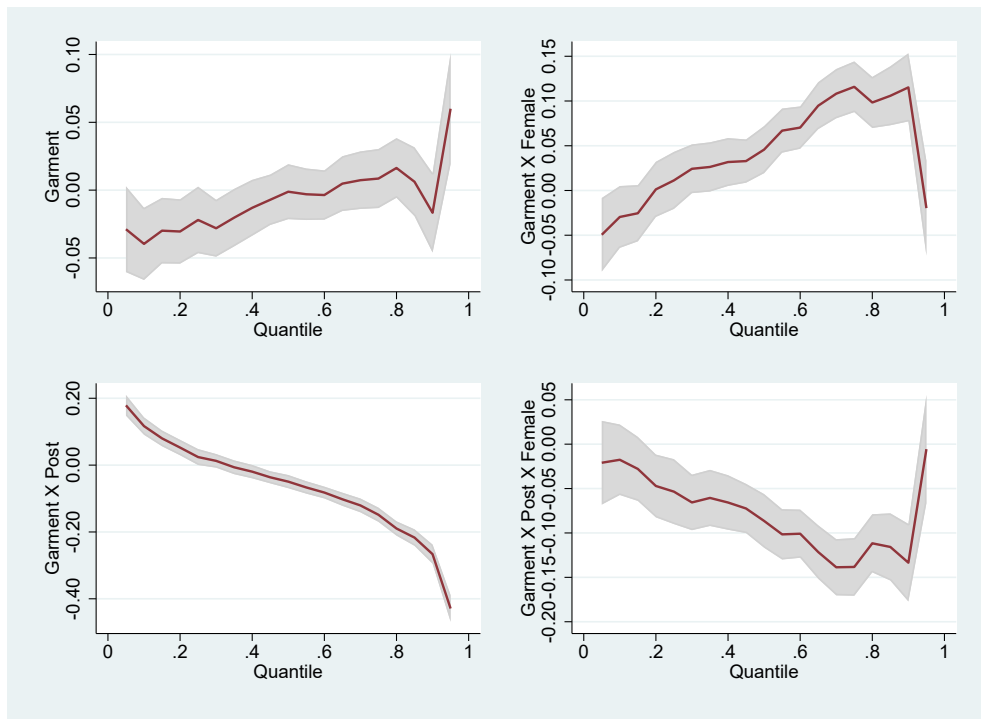 Garment
0.10
0.05
0.00
-0.05
0 .2 .4 .6 .8 1
Quantile
Garment X Female
0.15
0.10
0.05
0.00
-0.05
-0.10
0 .2 .4 .6 .8 1
Quantile
Garment X Post
0.20
0.00
-0.20
-0.40
0 .2 .4 .6 .8 1
Quantile
Garment X Post X Female
0.05
0.00
-0.05
-0.10
-0.15
-0.20
0 .2 .4 .6 .8 1
Quantile